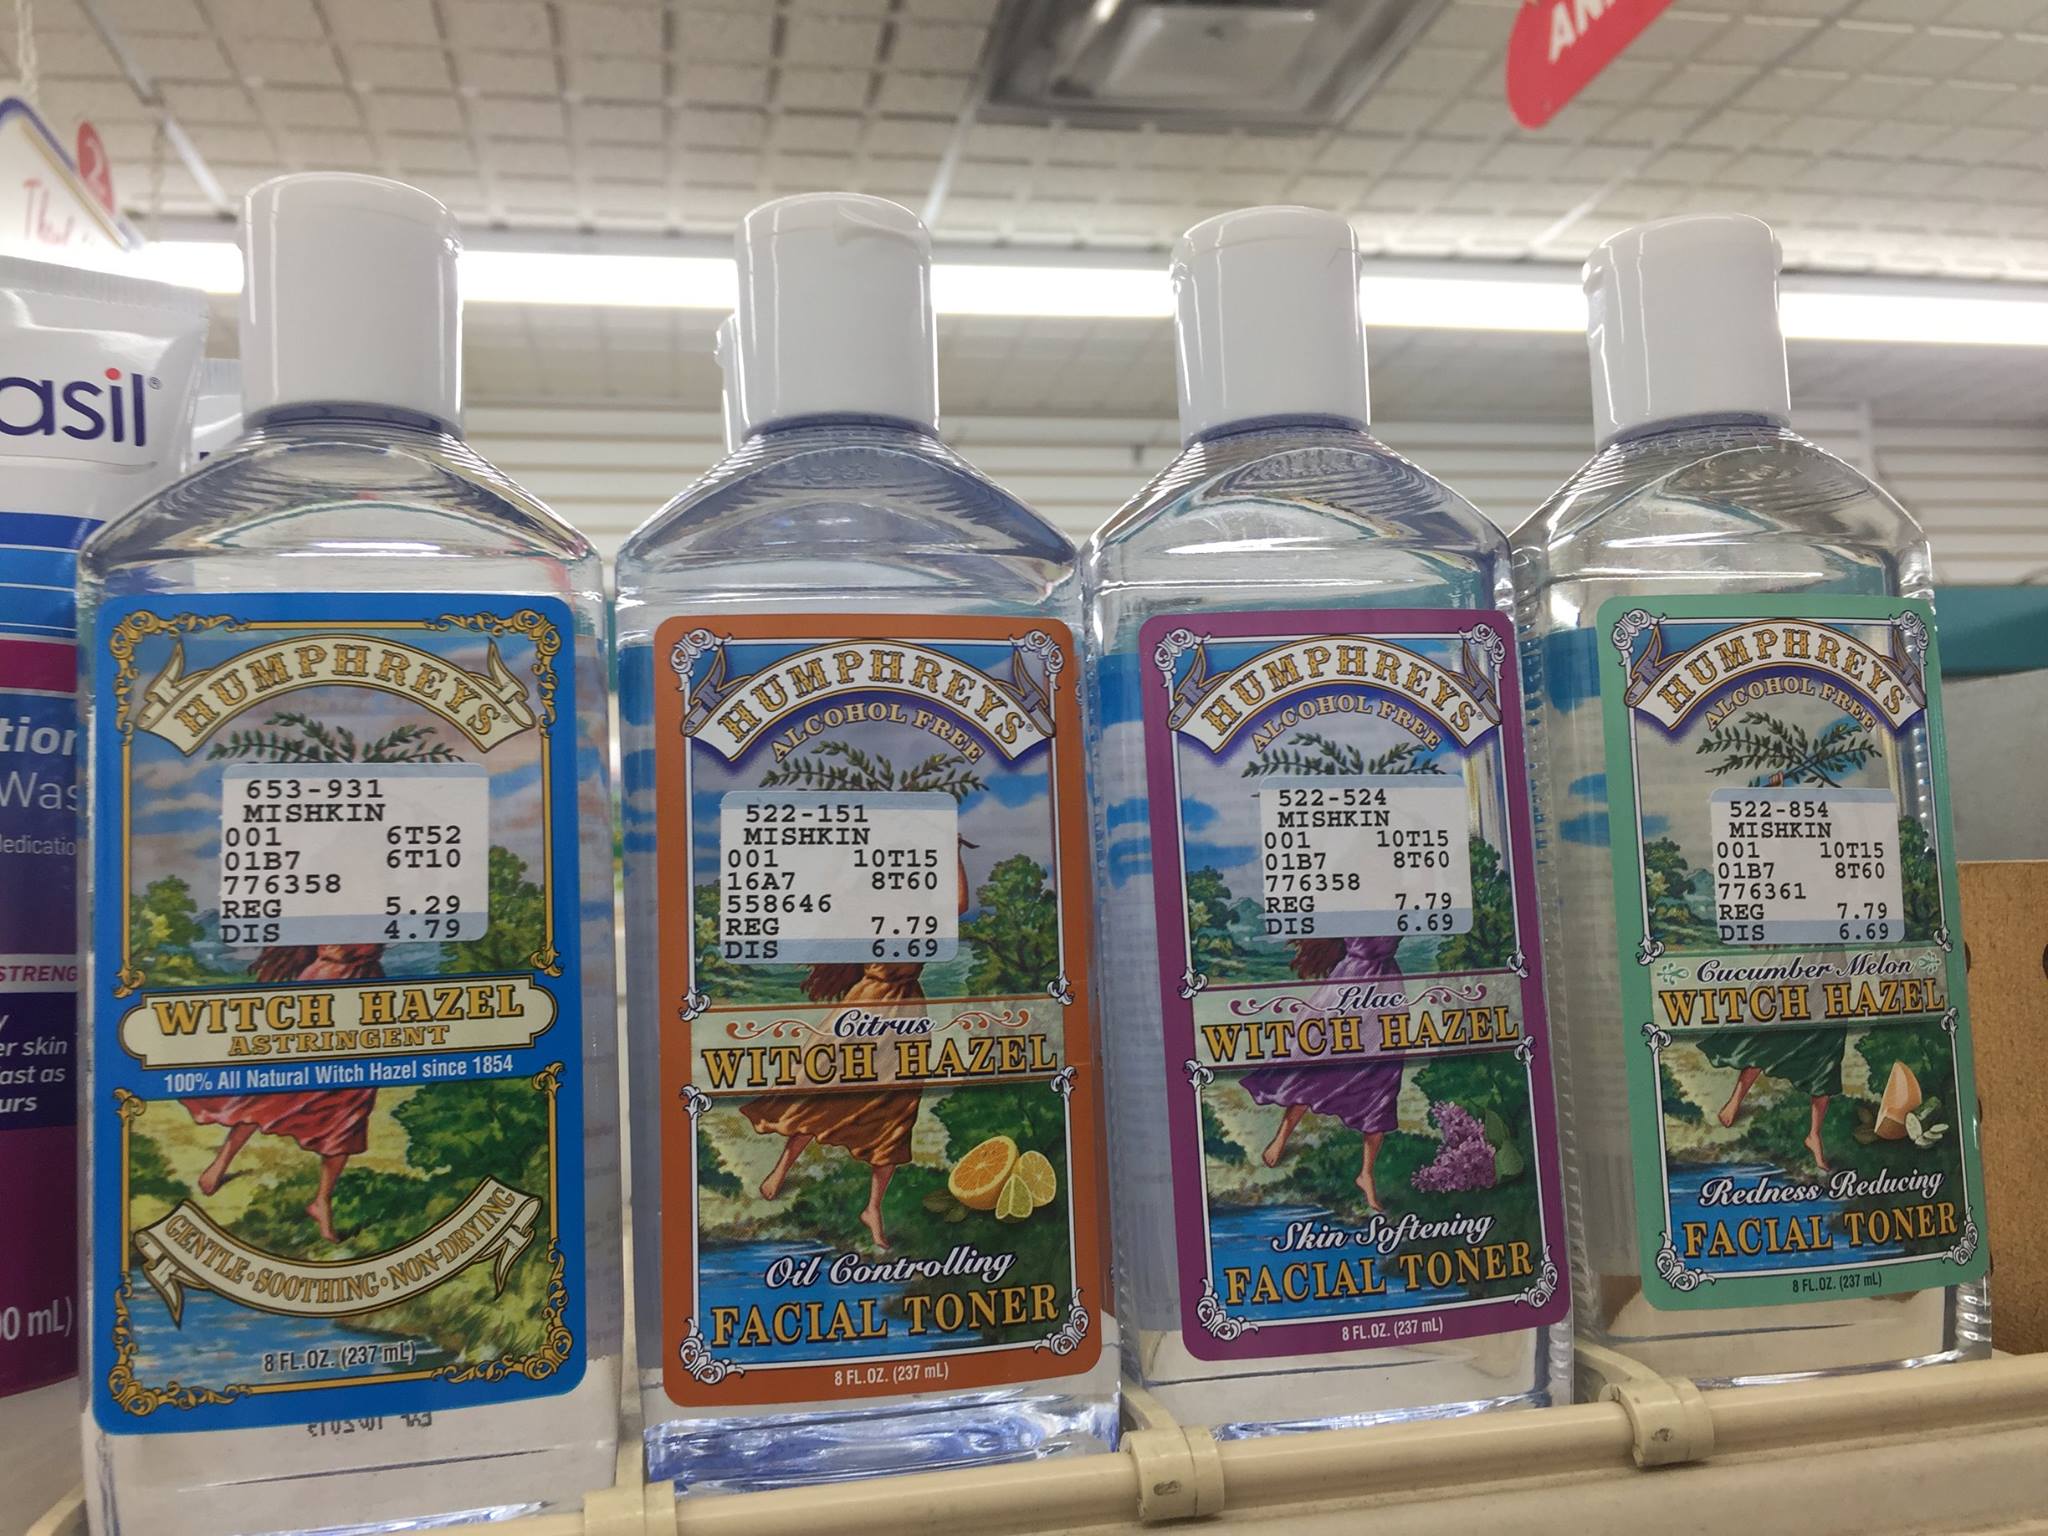 AN
2
asil®
tion
Was
edicatio
STRENG
y
er skin
ast as
urs
00 mL)
HUMPHREYS®
653-931
MISHKIN
001 6T52
01B7 6T10
776358
REG 5.29
DIS 4.79
WITCH HAZEL
ASTRINGENT
100% All Natural Witch Hazel since 1854
GENTLE·SOOTHING·NON-DRYING
8 FL.OZ. (237 mL)
HUMPHREYS®
ALCOHOL FREE
522-151
MISHKIN
001 10T15
16A7 8T60
558646
REG 7.79
DIS 6.69
Citrus
WITCH HAZEL
Oil Controlling
FACIAL TONER
8 FL.OZ. (237 mL)
HUMPHREYS®
ALCOHOL FREE
522-524
MISHKIN
001 10T15
01B7 8T60
776358
REG 7.79
DIS 6.69
Lilac
WITCH HAZEL
Skin Softening
FACIAL TONER
8 FL.OZ. (237 mL)
HUMPHREYS®
ALCOHOL FREE
522-854
MISHKIN
001 10T15
01B7 8T60
776361
REG 7.79
DIS 6.69
Cucumber Melon
WITCH HAZEL
Redness Reducing
FACIAL TONER
8 FL.OZ. (237 mL)